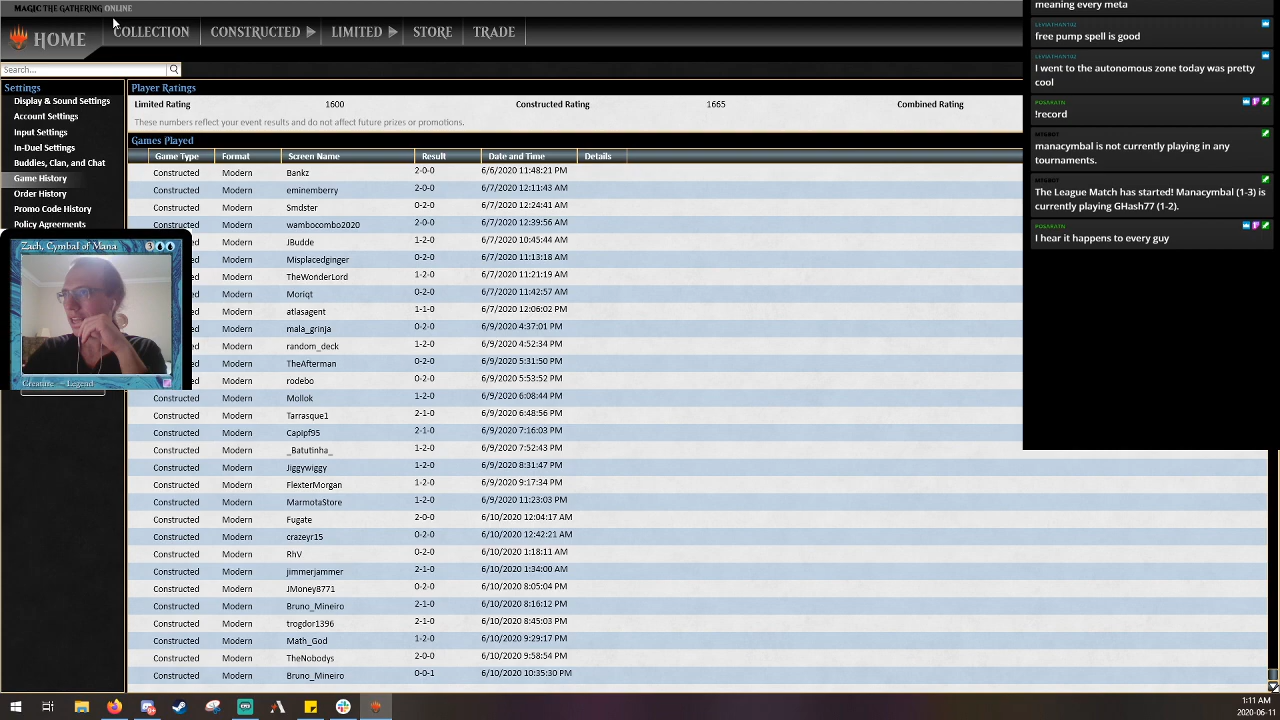 MAGIC THE GATHERING ONLINE
HOME
COLLECTION
CONSTRUCTED
LIMITED
STORE
TRADE
Search...
Settings
Display & Sound Settings
Account Settings
Input Settings
In-Duel Settings
Buddies, Clan, and Chat
Game History
Order History
Promo Code History
Policy Agreements
Zach, Cymbal of Mana 3
Creature — Legend
Player Ratings
Limited Rating 1600 Constructed Rating 1665 Combined Rating
These numbers reflect your event results and do not affect future prizes or promotions.
Games Played
Game Type Format Screen Name Result Date and Time Details
Constructed Modern Bankz 2-0-0 6/6/2020 11:48:21 PM
Constructed Modern eminemberry 2-0-0 6/7/2020 12:11:43 AM
Constructed Modern Smdster 0-2-0 6/7/2020 12:24:41 AM
Constructed Modern wambocombo2020 2-0-0 6/7/2020 12:39:56 AM
ed Modern JBudde 1-2-0 6/7/2020 10:45:44 AM
ed Modern Misplacedginger 0-2-0 6/7/2020 11:13:18 AM
ed Modern TheWonderLord 1-2-0 6/7/2020 11:21:19 AM
ed Modern Moriqt 0-2-0 6/7/2020 11:42:57 AM
ed Modern atlasagent 1-1-0 6/7/2020 12:06:02 PM
ed Modern mala_grinja 0-2-0 6/9/2020 4:37:01 PM
ed Modern random_deck 1-2-0 6/9/2020 4:52:34 PM
ed Modern TheAfterman 0-2-0 6/9/2020 5:31:50 PM
ed Modern rodebo 0-2-0 6/9/2020 5:53:52 PM
Constructed Modern Mollok 1-2-0 6/9/2020 6:08:44 PM
Constructed Modern Tarrasque1 2-1-0 6/9/2020 6:48:56 PM
Constructed Modern Capipf95 2-1-0 6/9/2020 7:16:03 PM
Constructed Modern _Batutinha_ 1-2-0 6/9/2020 7:52:43 PM
Constructed Modern Jiggywiggy 1-2-0 6/9/2020 8:31:47 PM
Constructed Modern FlexterMorgan 1-2-0 6/9/2020 9:17:34 PM
Constructed Modern MarmotaStore 1-2-0 6/9/2020 11:23:03 PM
Constructed Modern Fugate 2-0-0 6/10/2020 12:04:17 AM
Constructed Modern crazeyr15 0-2-0 6/10/2020 12:42:21 AM
Constructed Modern RhV 0-2-0 6/10/2020 1:18:11 AM
Constructed Modern jimmerjammer 2-1-0 6/10/2020 1:34:00 AM
Constructed Modern JMoney8771 0-2-0 6/10/2020 8:05:04 PM
Constructed Modern Bruno_Mineiro 2-1-0 6/10/2020 8:16:12 PM
Constructed Modern trogdor1396 2-1-0 6/10/2020 8:45:03 PM
Constructed Modern Math_God 1-2-0 6/10/2020 9:29:17 PM
Constructed Modern TheNobodys 2-0-0 6/10/2020 9:58:54 PM
Constructed Modern Bruno_Mineiro 0-0-1 6/10/2020 10:35:30 PM
meaning every meta
LEVIATHAN102
free pump spell is good
LEVIATHAN102
I went to the autonomous zone today was pretty
cool
!record
MTGBOT
manacymbal is not currently playing in any
tournaments.
MTGBOT
The League Match has started! Manacymbal (1-3) is
currently playing GHash77 (1-2).
I hear it happens to every guy
1:11 AM
2020-06-11